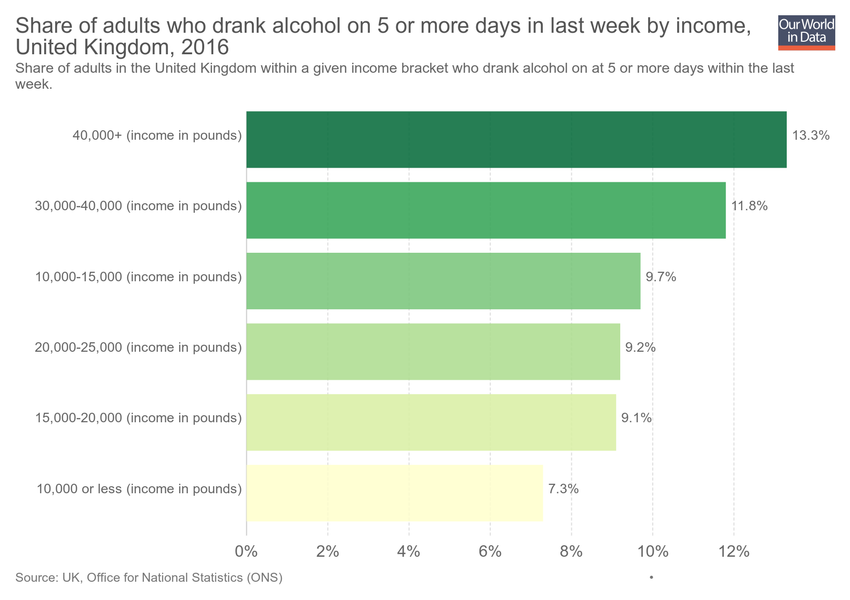 Share of adults who drank alcohol on 5 or more days in last week by income,
United Kingdom, 2016
Our World
in Data
Share of adults in the United Kingdom within a given income bracket who drank alcohol on at 5 or more days within the last
week.
40,000+ (income in pounds) 13.3%
30,000-40,000 (income in pounds) 11.8%
10,000-15,000 (income in pounds) 9.7%
20,000-25,000 (income in pounds) 9.2%
15,000-20,000 (income in pounds) 9.1%
10,000 or less (income in pounds) 7.3%
0% 2% 4% 6% 8% 10% 12%
Source: UK, Office for National Statistics (ONS) •